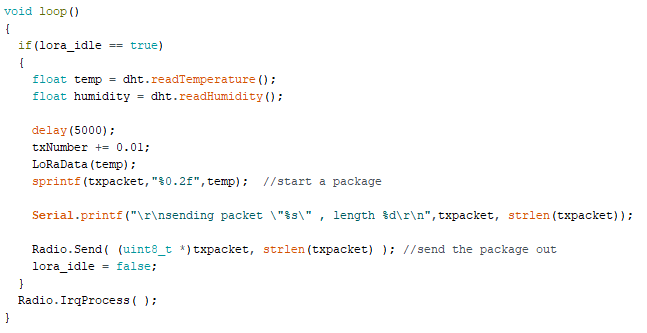 void loop()
{
  if(lora_idle == true)
  {
    float temp = dht.readTemperature();
    float humidity = dht.readHumidity();

    delay(5000);
    txNumber += 0.01;
    LoRaData(temp);
    sprintf(txpacket,"%0.2f",temp);  //start a package

    Serial.printf("\r\nsending packet \"%s\" , length %d\r\n",txpacket, strlen(txpacket));

    Radio.Send( (uint8_t *)txpacket, strlen(txpacket) ); //send the package out
    lora_idle = false;
  }
  Radio.IrqProcess( );
}